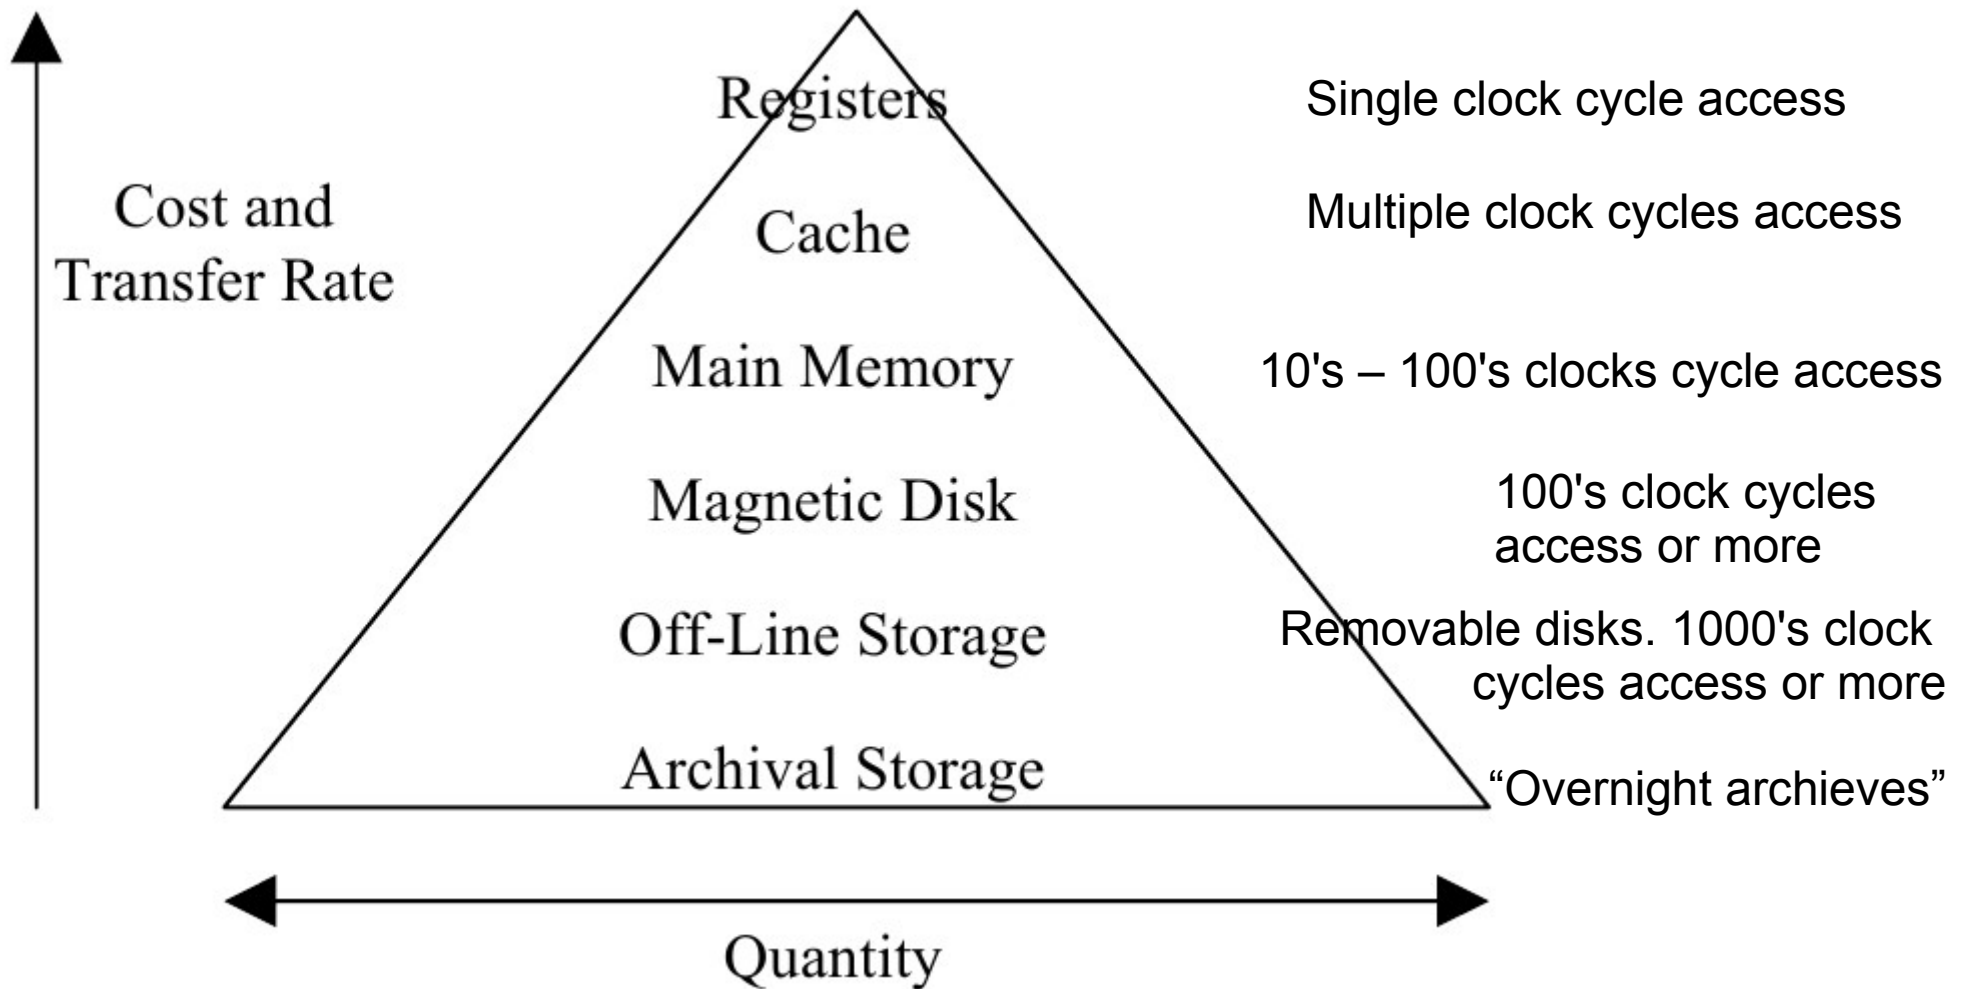 Registers
Single clock cycle access
Cost and
Transfer Rate
Cache
Multiple clock cycles access
Main Memory
10's – 100's clocks cycle access
Magnetic Disk
100's clock cycles
access or more
Off-Line Storage
Removable disks. 1000's clock
cycles access or more
Archival Storage
“Overnight archieves”
Quantity